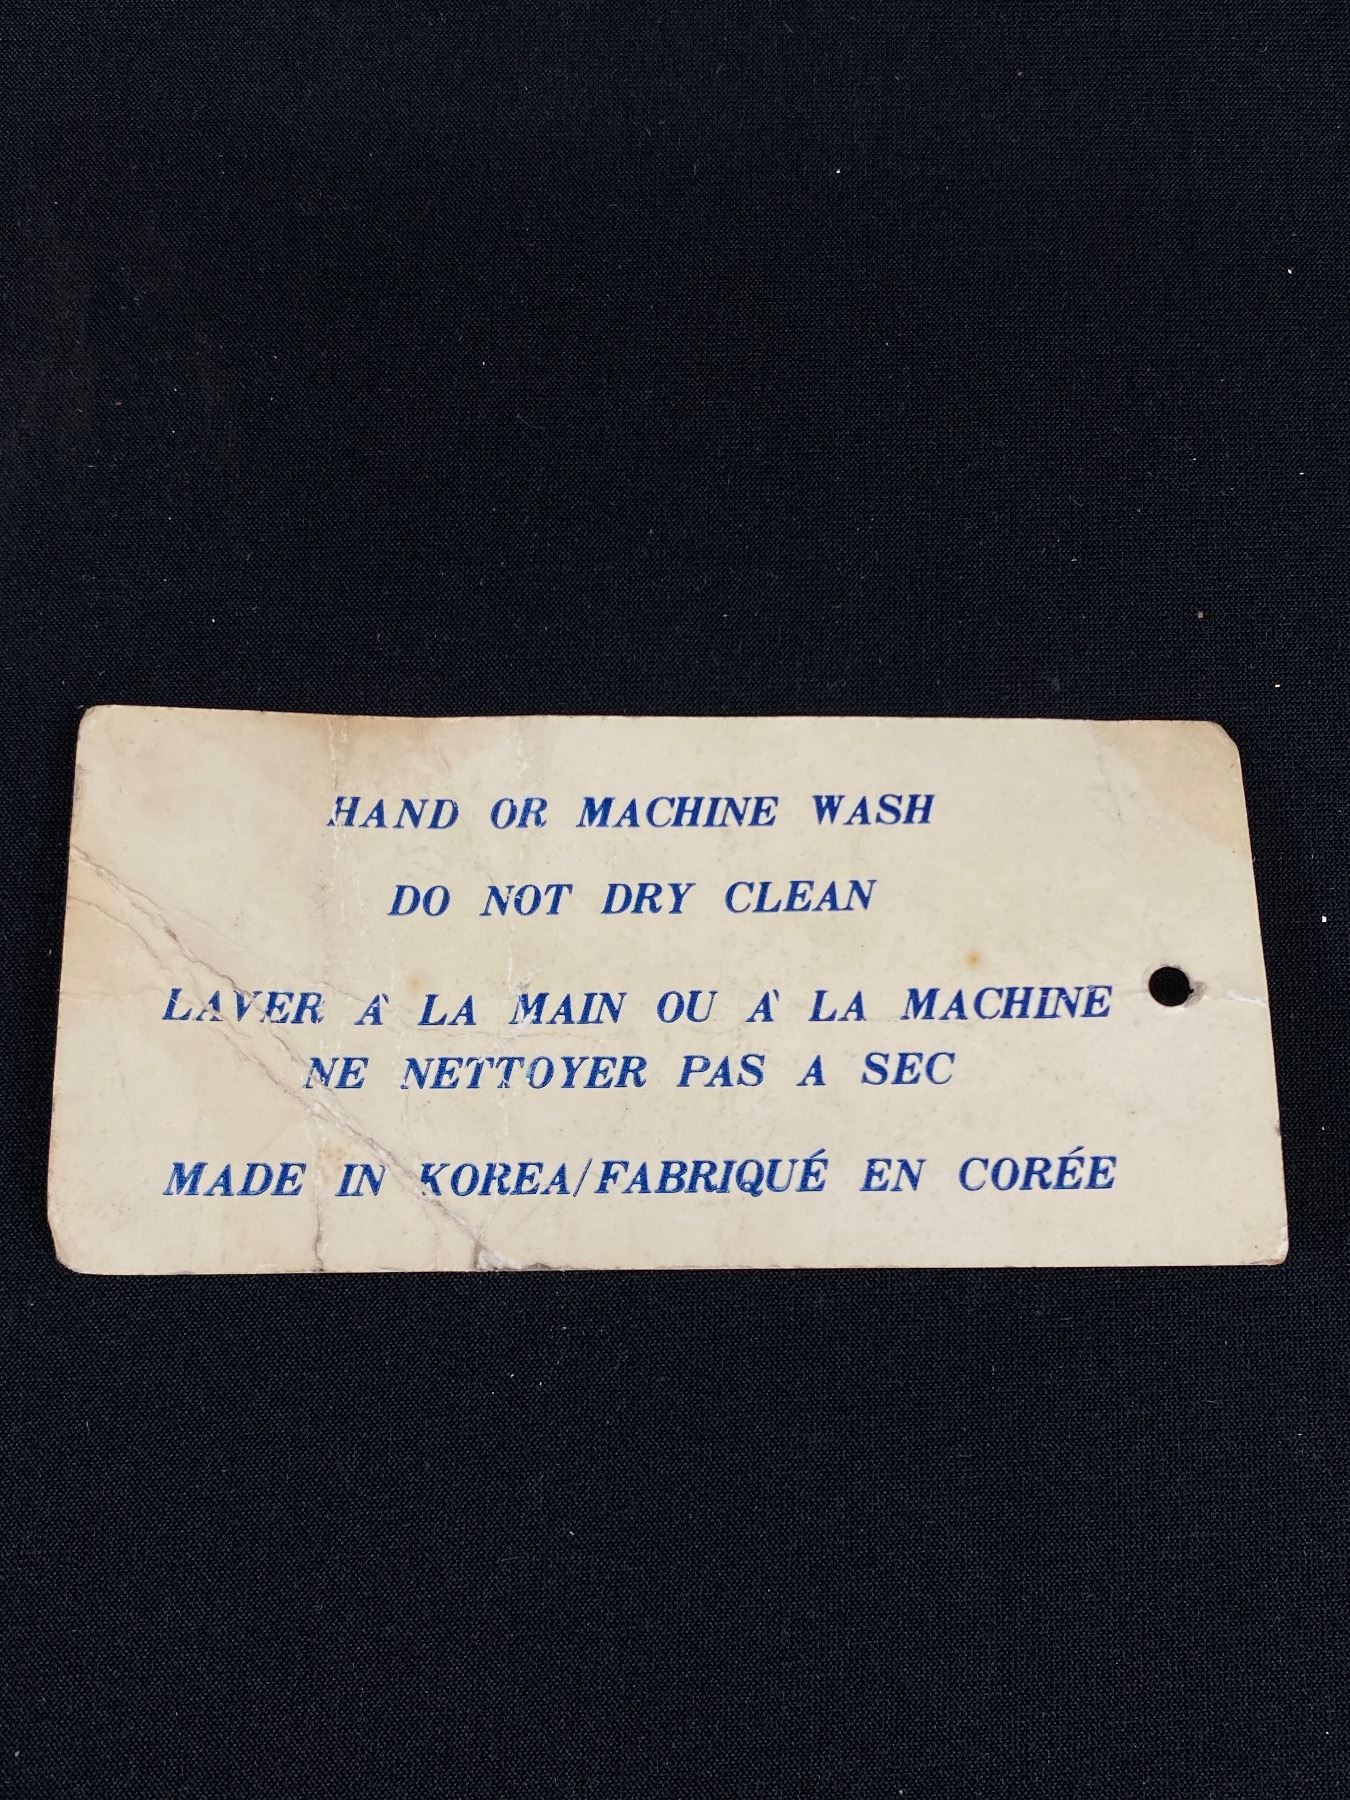 HAND OR MACHINE WASH
DO NOT DRY CLEAN
LAVER À LA MAIN OU À LA MACHINE
NE NETTOYER PAS A SEC
MADE IN KOREA/FABRIQUÉ EN CORÉE